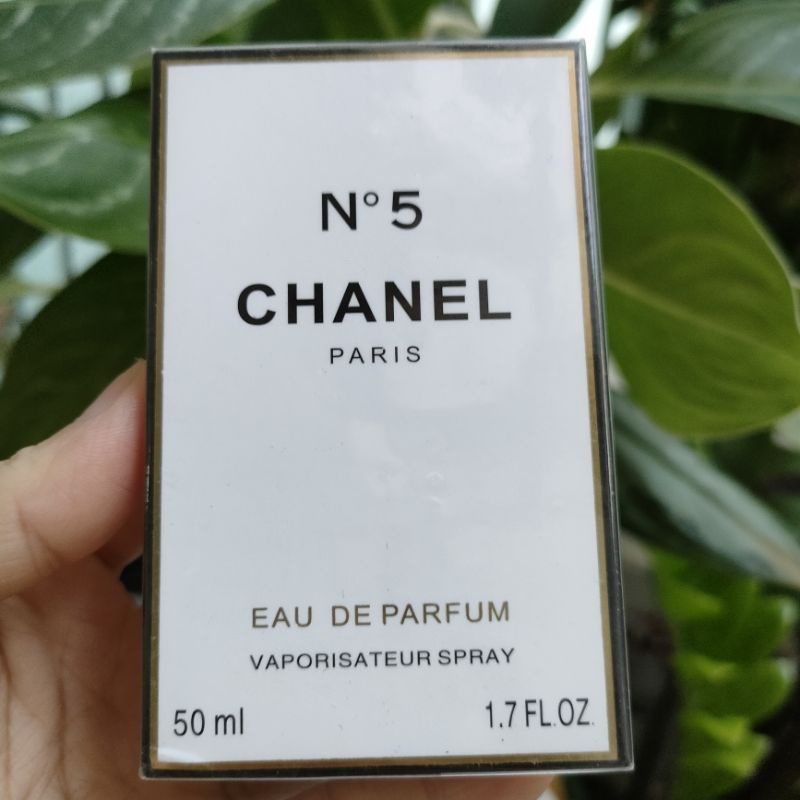 N° 5
CHANEL
PARIS
EAU DE PARFUM
VAPORISATEUR SPRAY
50 ml
1.7 FL.OZ.